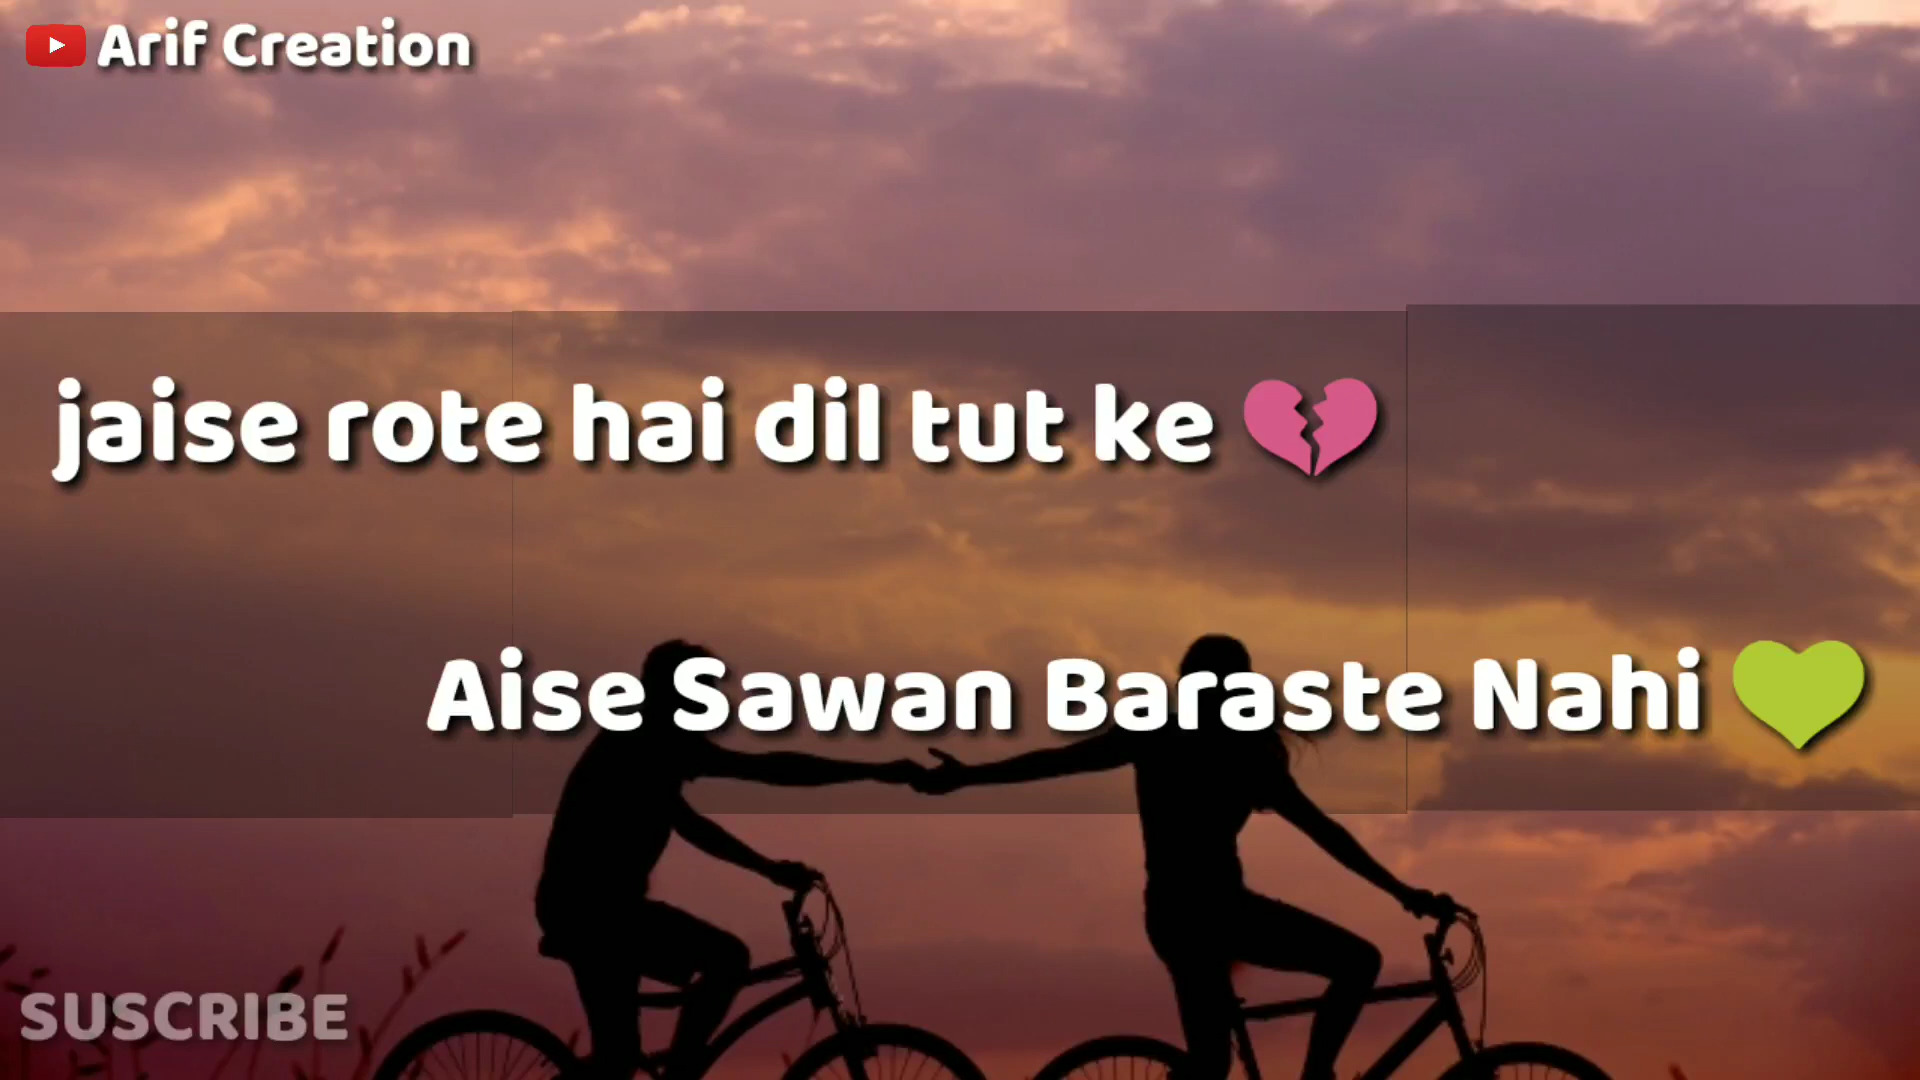 Arif Creation
jaise rote hai dil tut ke 💔
Aise Sawan Baraste Nahi 💚
SUSCRIBE